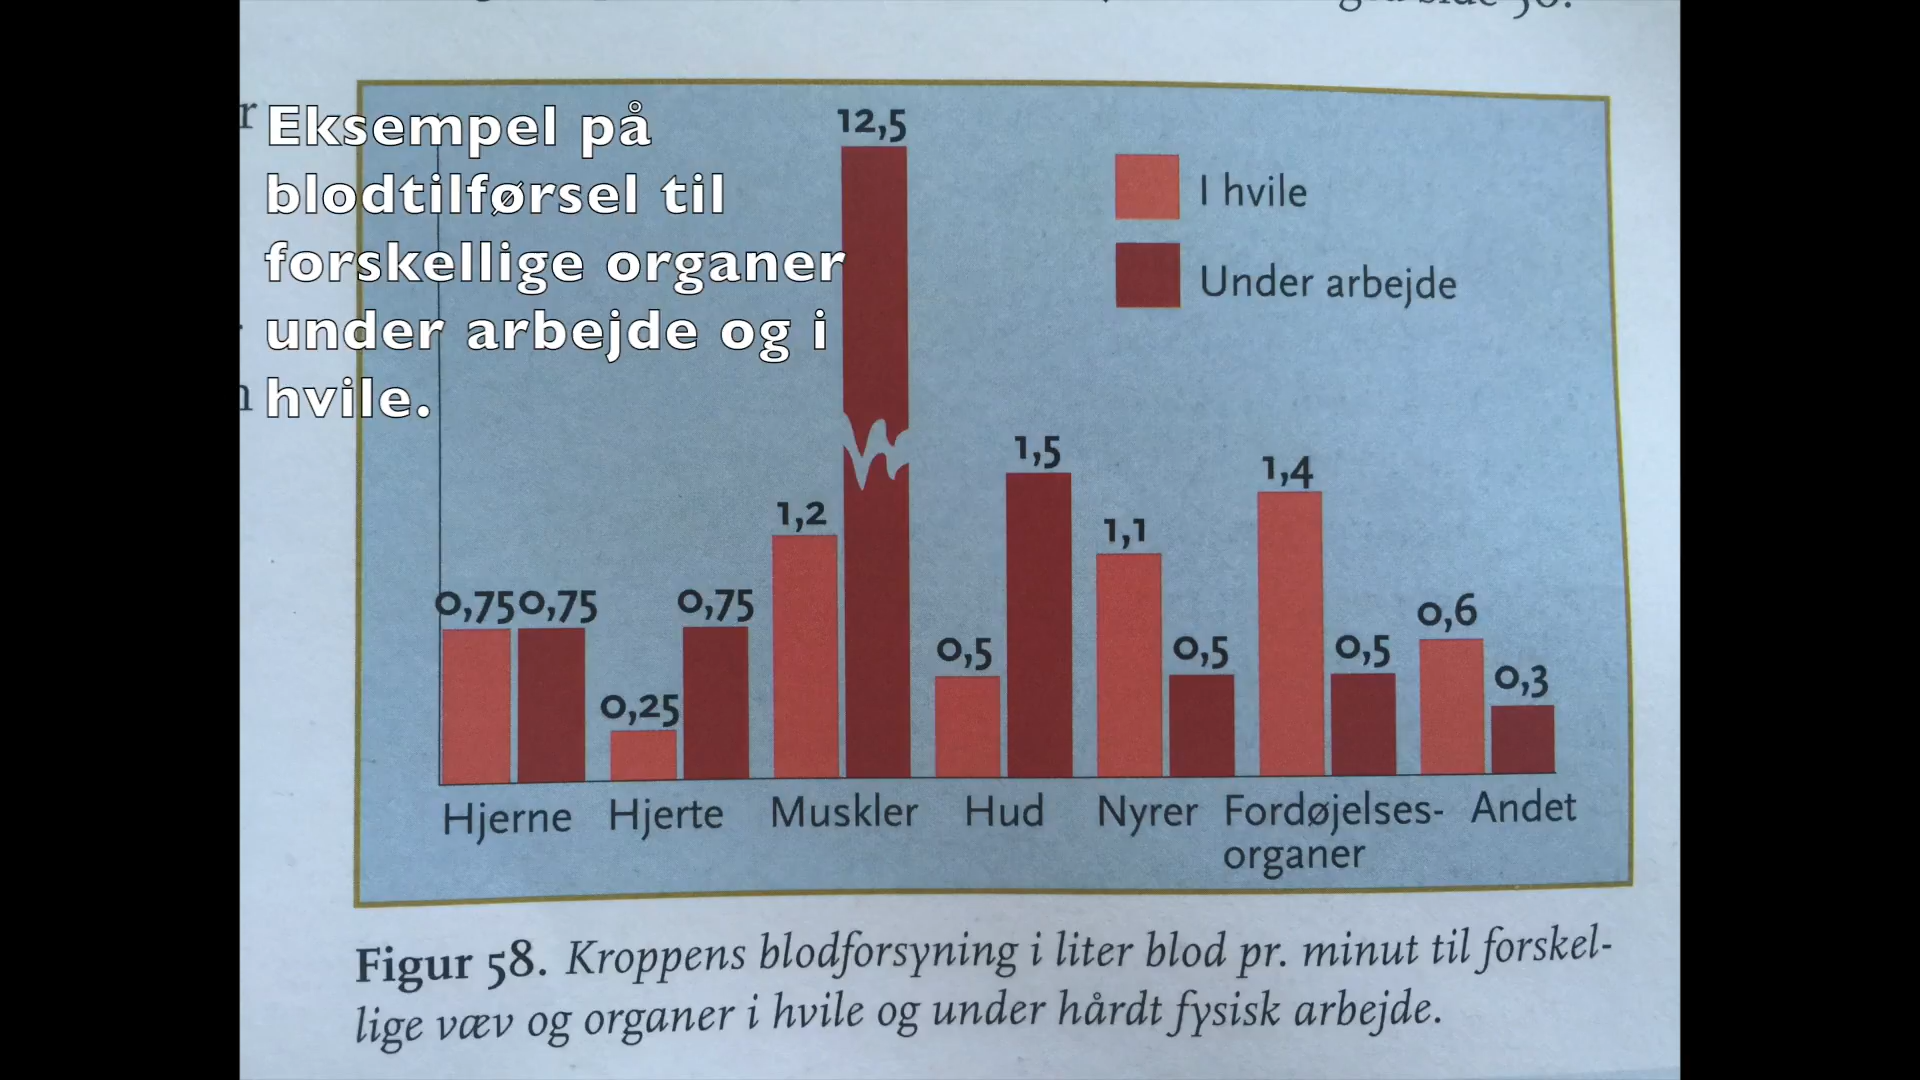 Eksempel på
blodtilførsel til
forskellige organer
under arbejde og i
hvile.
12,5
I hvile
Under arbejde
0,75
0,75
0,25
0,75
1,2
0,5
1,5
1,1
0,5
1,4
0,5
0,6
0,3
Hjerne
Hjerte
Muskler
Hud
Nyrer
Fordøjelses-
organer
Andet
Figur 58. Kroppens blodforsyning i liter blod pr. minut til forskel-
lige væv og organer i hvile og under hårdt fysisk arbejde.